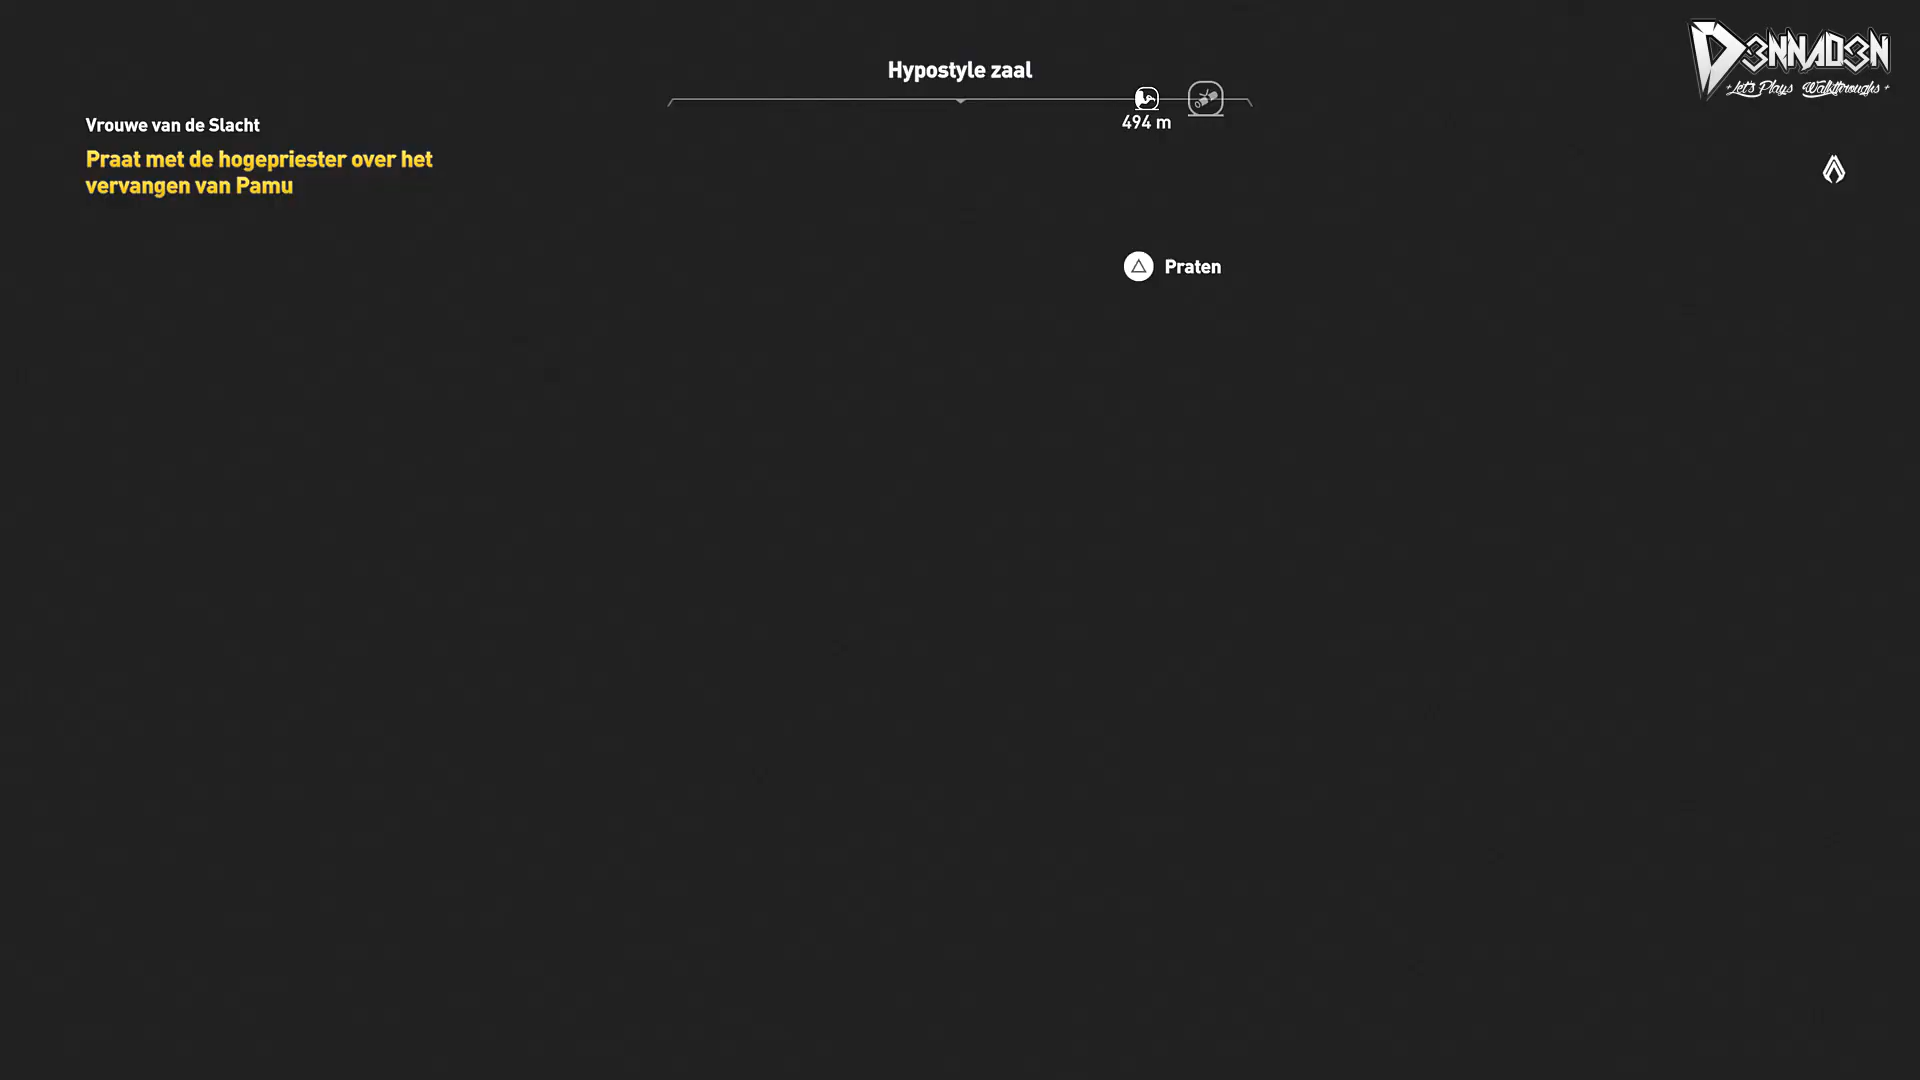 D3NNAD3N
Let's Plays Walkthroughs
Hypostyle zaal
494 m
Vrouwe van de Slacht
Praat met de hogepriester over het
vervangen van Pamu
Praten